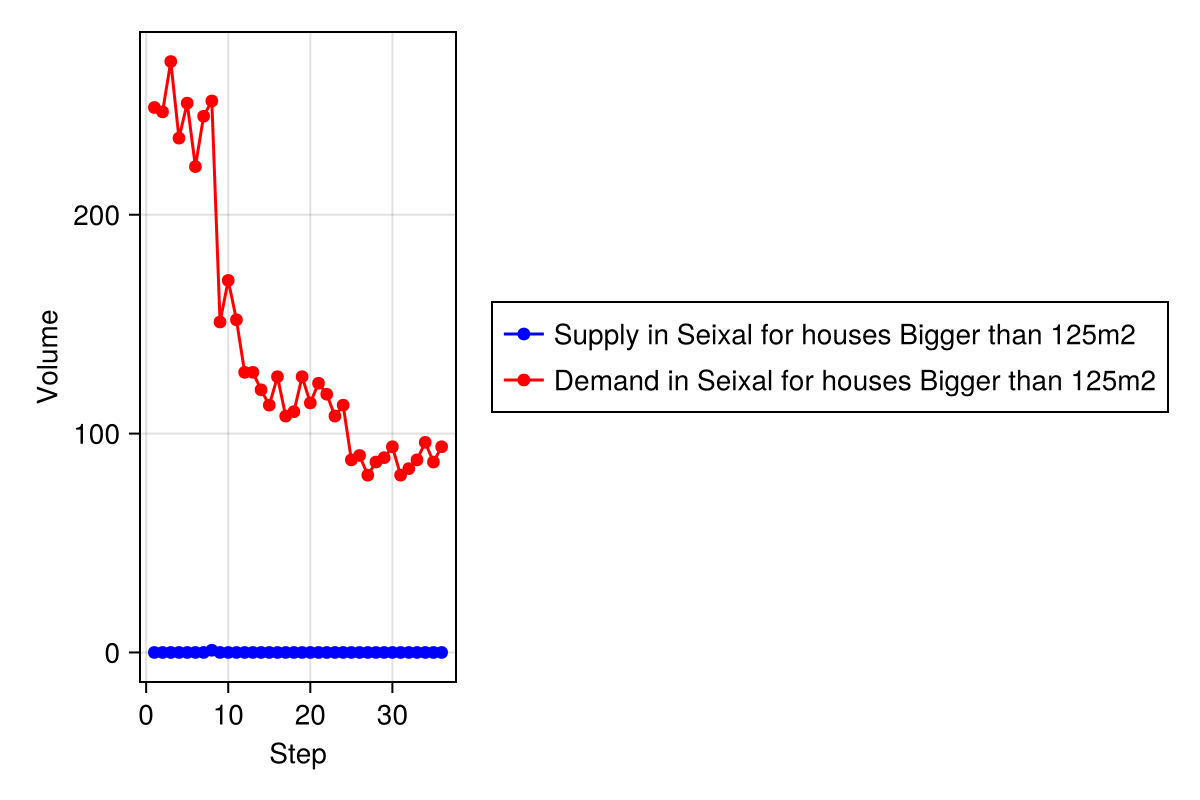 Volume
200
100
0
0 10 20 30
Step
Supply in Seixal for houses Bigger than 125m2
Demand in Seixal for houses Bigger than 125m2